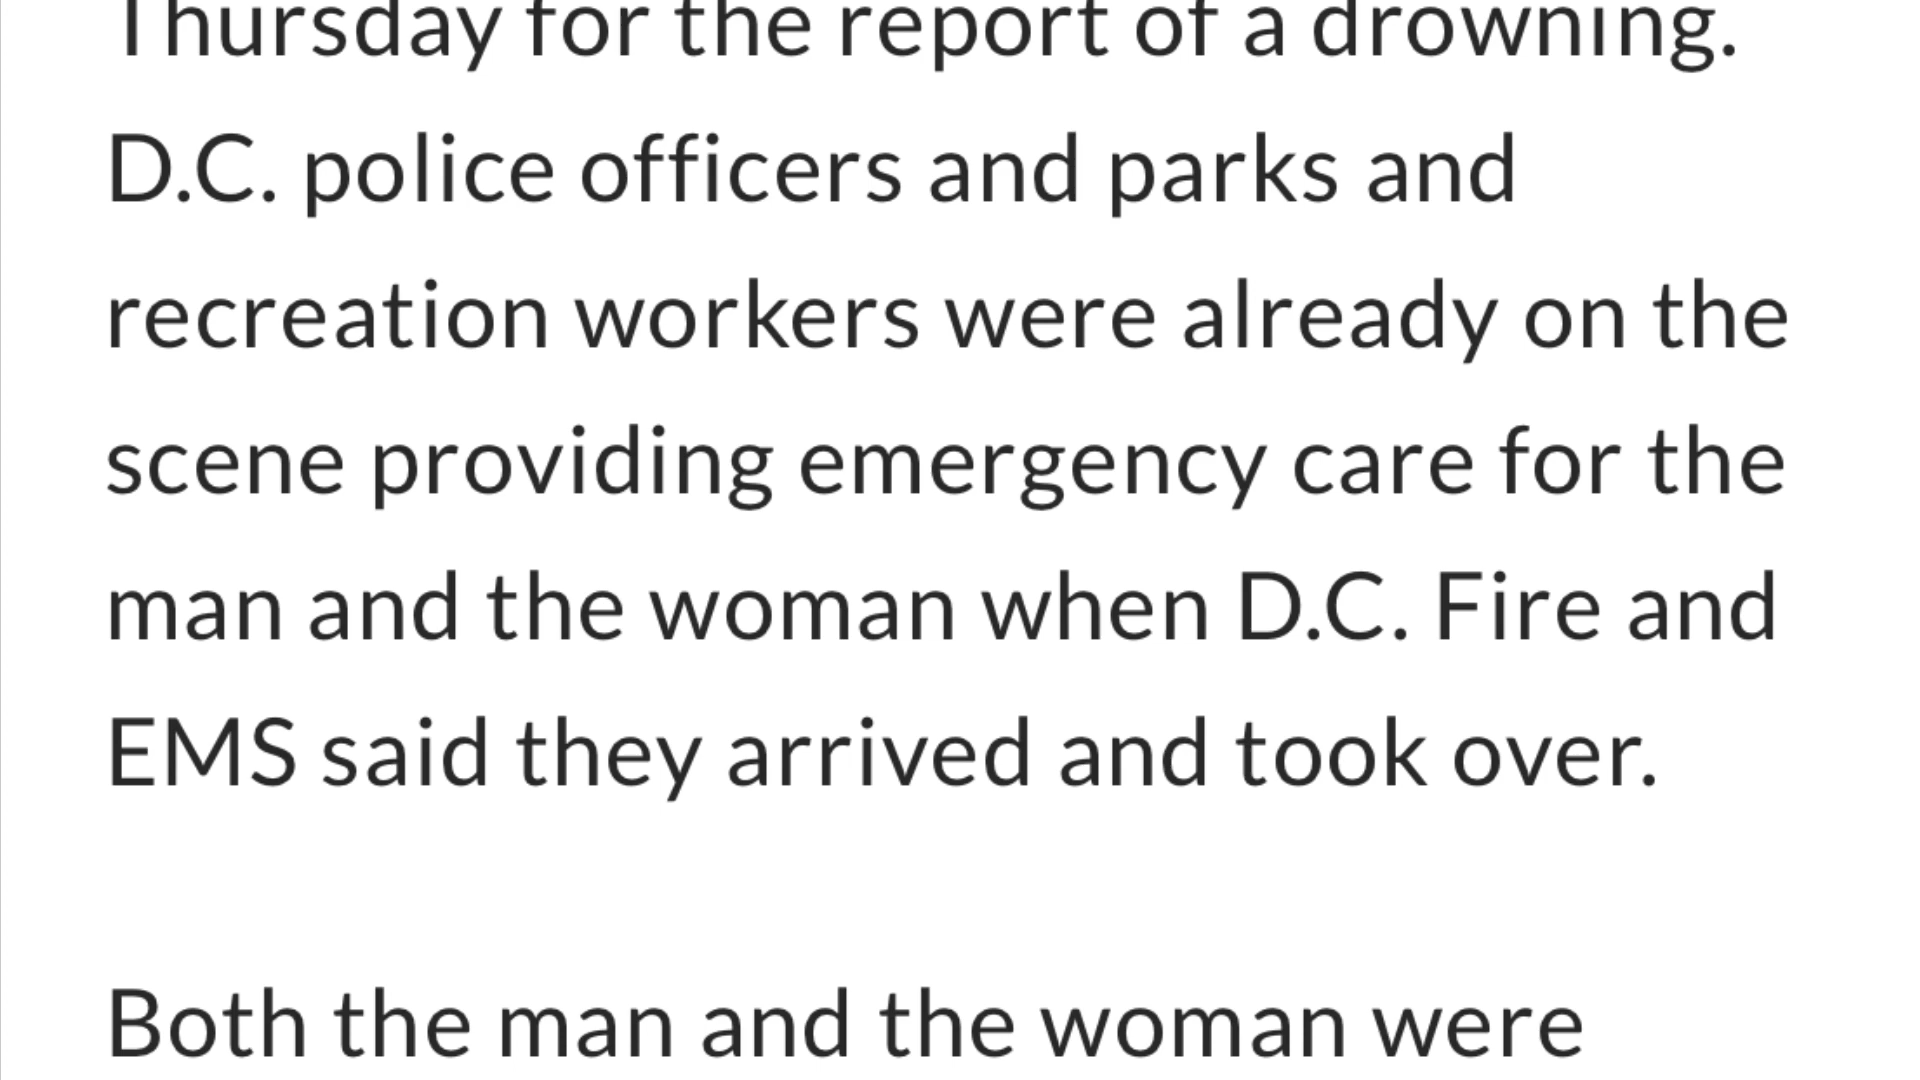 Thursday for the report of a drowning.
D.C. police officers and parks and
recreation workers were already on the
scene providing emergency care for the
man and the woman when D.C. Fire and
EMS said they arrived and took over.
Both the man and the woman were